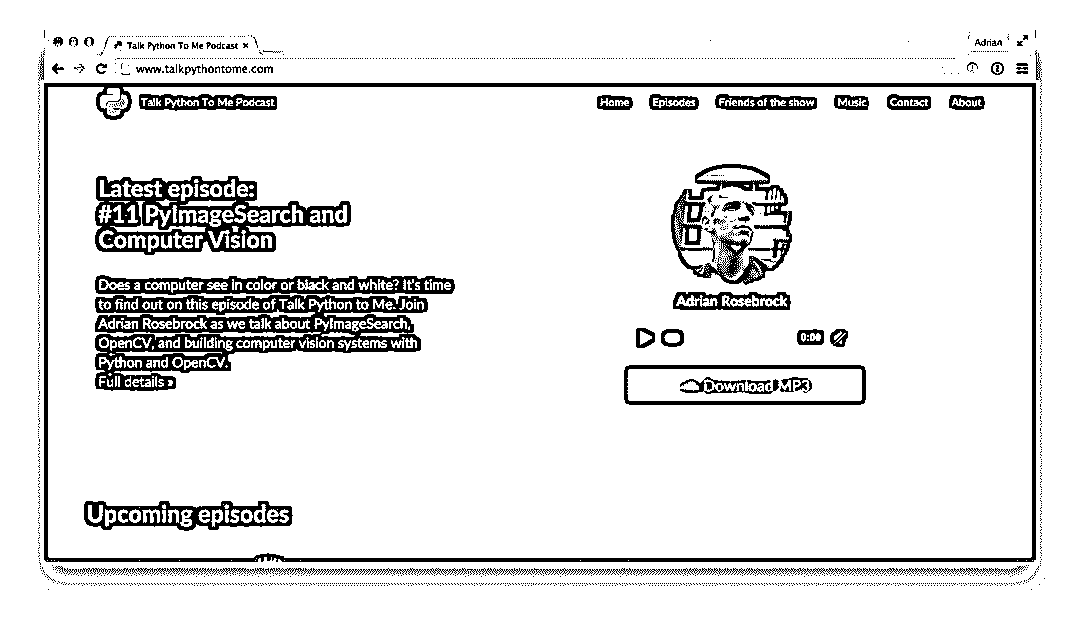 Talk Python To Me Podcast ×
Adrian
www.talkpythontome.com
Talk Python To Me Podcast
Home Episodes Friends of the show Music Contact About
Latest episode:
#11 PyImageSearch and
Computer Vision
Does a computer see in color or black and white? It's time
to find out on this episode of Talk Python to Me. Join
Adrian Rosebrock as we talk about PyImageSearch,
OpenCV, and building computer vision systems with
Python and OpenCV.
Full details »
Adrian Rosebrock
0:00
Download MP3
Upcoming episodes